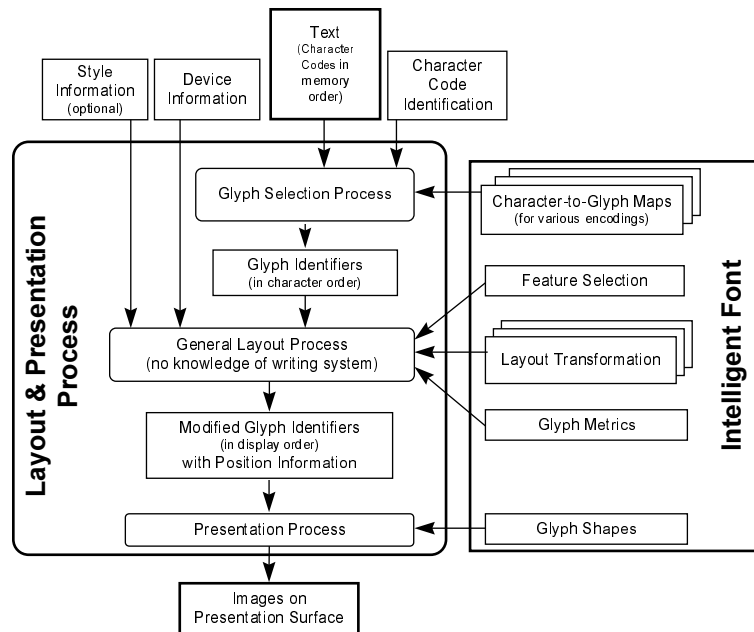 Text
(Character
Codes in
memory
order)
Style
Information
(optional)
Device
Information
Character
Code
Identification
Layout & Presentation
Process
Glyph Selection Process
Glyph Identifiers
(in character order)
General Layout Process
(no knowledge of writing system)
Modified Glyph Identifiers
(in display order)
with Position Information
Presentation Process
Images on
Presentation Surface
Character-to-Glyph Maps
(for various encodings)
Feature Selection
Layout Transformation
Glyph Metrics
Glyph Shapes
Intelligent Font